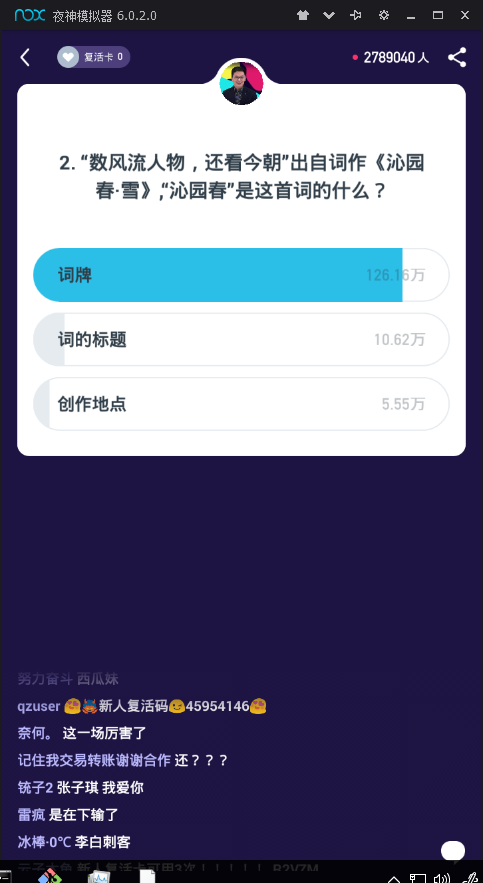 nox 夜神模拟器 6.0.2.0
复活卡 0
2789040 人
2. “数风流人物，还看今朝”出自词作《沁园
春·雪》,“沁园春”是这首词的什么？
词牌 126.16万
词的标题 10.62万
创作地点 5.55万
努力奋斗 西瓜妹
qzuser 新人复活码 45954146
奈何。 这一场厉害了
记住我交易转账谢谢合作 还？？？
铳子2 张子琪 我爱你
雷疯 是在下输了
冰棒·0℃ 李白刺客